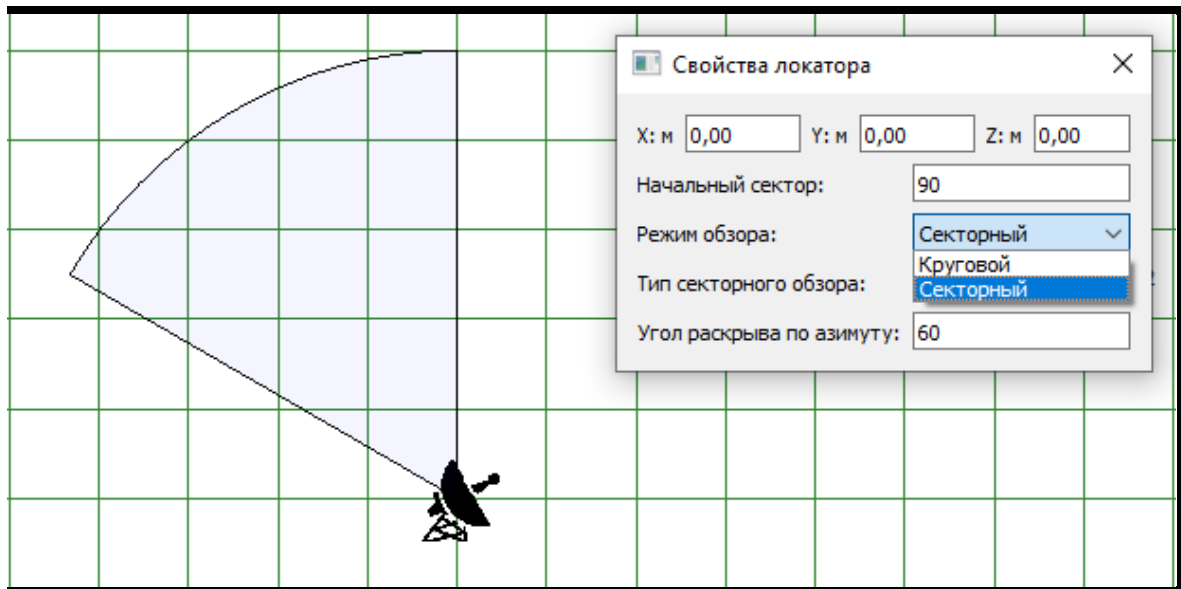 Свойства локатора
X: м 0,00 Y: м 0,00 Z: м 0,00
Начальный сектор: 90
Режим обзора: Секторный
Круговой
Тип секторного обзора: Секторный
Угол раскрыва по азимуту: 60